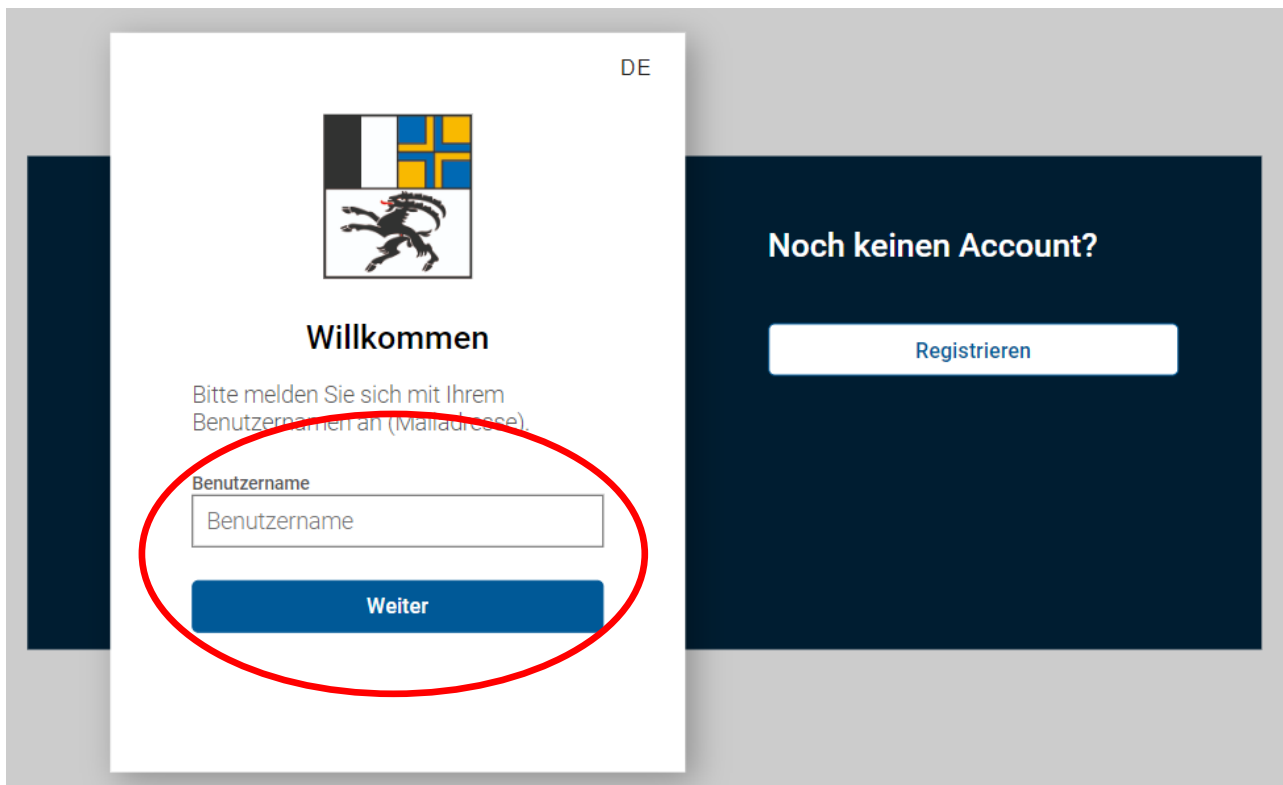 DE
Willkommen
Bitte melden Sie sich mit Ihrem
Benutzernamen an (Mailadresse).
Benutzername
Benutzername
Weiter
Noch keinen Account?
Registrieren